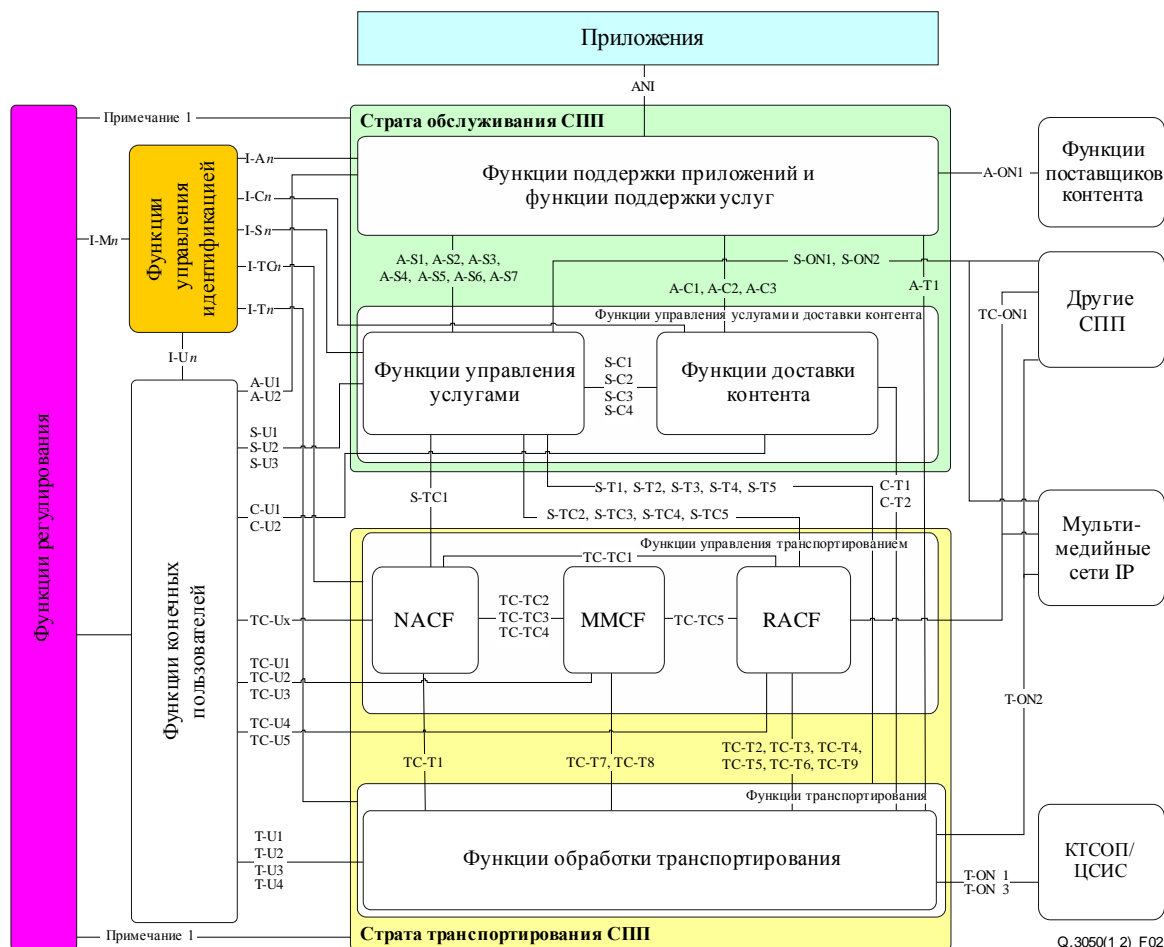 Приложения
ANI
Примечание 1
Страта обслуживания СПП
Функции поддержки приложений и
функции поддержки услуг
A-ON1
Функции
поставщиков
контента
Функции
управления
идентификацией
I-An
I-Cn
I-Sn
I-Mn
I-TCn
I-Tn
I-Un
A-S1, A-S2, A-S3,
A-S4, A-S5, A-S6, A-S7
S-ON1, S-ON2
A-C1, A-C2, A-C3
A-T1
TC-ON1
Другие
СПП
Функции управления услугами и доставки контента
Функции управления
услугами
S-C1
S-C2
S-C3
S-C4
Функции доставки
контента
A-U1
A-U2
S-U1
S-U2
S-U3
C-U1
C-U2
S-TC1
S-T1, S-T2, S-T3, S-T4, S-T5
C-T1
C-T2
S-TC2, S-TC3, S-TC4, S-TC5
Мульти-
медийные
сети IP
Функции регулирования
Функции конечных
пользователей
Функции управления транспортированием
TC-TC1
TC-Ux
NACF
TC-TC2
TC-TC3
TC-TC4
MMCF
TC-TC5
RACF
TC-U1
TC-U2
TC-U3
TC-U4
TC-U5
T-ON2
TC-T1
TC-T7, TC-T8
TC-T2, TC-T3, TC-T4,
TC-T5, TC-T6, TC-T9
Функции транспортирования
T-U1
T-U2
T-U3
T-U4
Функции обработки транспортирования
T-ON 1
T-ON 3
КТСОП/
ЦСИС
Примечание 1
Страта транспортирования СПП
Q.3050(12)_F02